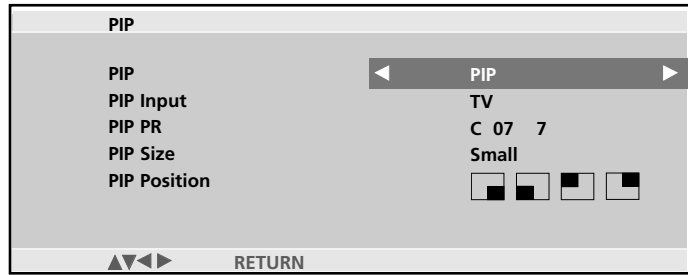 PIP
PIP ◀ PIP ▶
PIP Input TV
PIP PR C 07 7
PIP Size Small
PIP Position
▲▼◀▶ RETURN